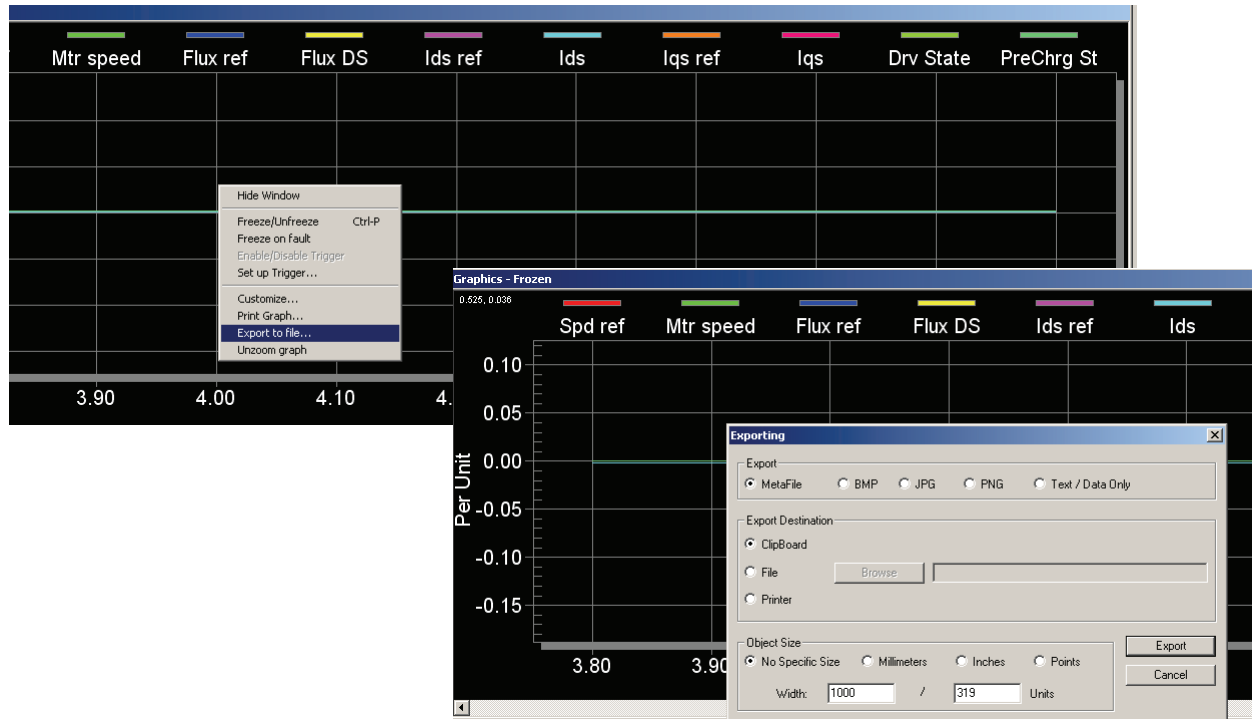 Mtr speed Flux ref Flux DS Ids ref Ids Iqs ref Iqs Drv State PreChrg St
Hide Window
Freeze/Unfreeze Ctrl-P
Freeze on fault
Enable/Disable Trigger
Set up Trigger...
Customize...
Print Graph...
Export to file...
Unzoom graph
3.90 4.00 4.10 4.
Graphics - Frozen
0.525, 0.036
Spd ref Mtr speed Flux ref Flux DS Ids ref Ids
0.10
0.05
0.00
-0.05
-0.10
-0.15
Per Unit
3.80 3.90
Exporting
Export
MetaFile BMP JPG PNG Text / Data Only
Export Destination
ClipBoard
File Browse
Printer
Object Size
No Specific Size Millimeters Inches Points
Width: 1000 / 319 Units
Export
Cancel